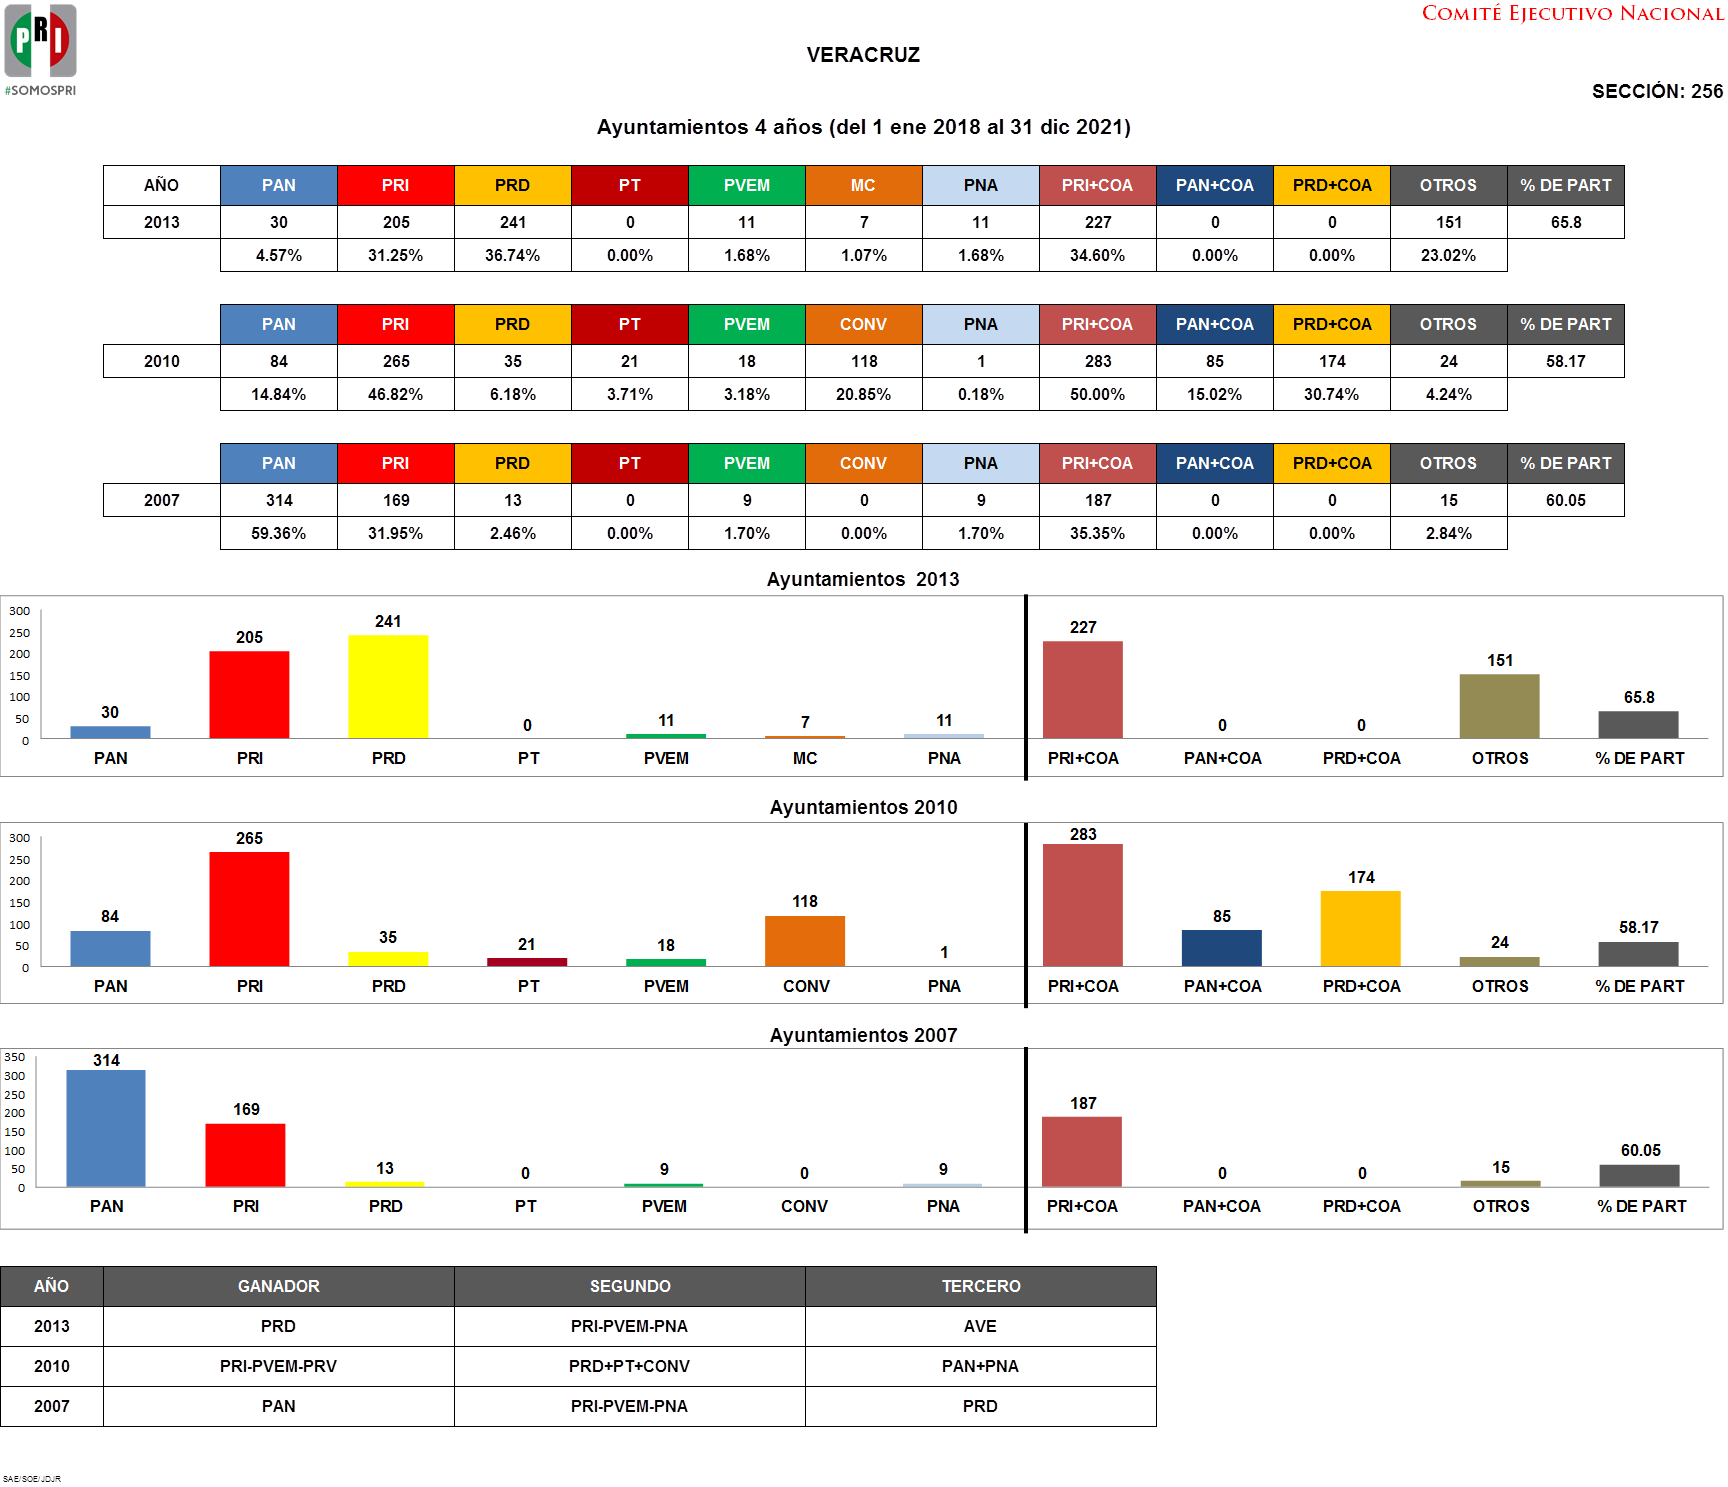 PRI
#SOMOSPRI
COMITÉ EJECUTIVO NACIONAL
VERACRUZ
SECCIÓN: 256
Ayuntamientos 4 años (del 1 ene 2018 al 31 dic 2021)
AÑO PAN PRI PRD PT PVEM MC PNA PRI+COA PAN+COA PRD+COA OTROS % DE PART
2013 30 205 241 0 11 7 11 227 0 0 151 65.8
4.57% 31.25% 36.74% 0.00% 1.68% 1.07% 1.68% 34.60% 0.00% 0.00% 23.02%
PAN PRI PRD PT PVEM CONV PNA PRI+COA PAN+COA PRD+COA OTROS % DE PART
2010 84 265 35 21 18 118 1 283 85 174 24 58.17
14.84% 46.82% 6.18% 3.71% 3.18% 20.85% 0.18% 50.00% 15.02% 30.74% 4.24%
PAN PRI PRD PT PVEM CONV PNA PRI+COA PAN+COA PRD+COA OTROS % DE PART
2007 314 169 13 0 9 0 9 187 0 0 15 60.05
59.36% 31.95% 2.46% 0.00% 1.70% 0.00% 1.70% 35.35% 0.00% 0.00% 2.84%
Ayuntamientos 2013
300
250
200
150
100
50
0
30 205 241 0 11 7 11 227 0 0 151 65.8
PAN PRI PRD PT PVEM MC PNA PRI+COA PAN+COA PRD+COA OTROS % DE PART
Ayuntamientos 2010
300
250
200
150
100
50
0
84 265 35 21 18 118 1 283 85 174 24 58.17
PAN PRI PRD PT PVEM CONV PNA PRI+COA PAN+COA PRD+COA OTROS % DE PART
Ayuntamientos 2007
350
300
250
200
150
100
50
0
314 169 13 0 9 0 9 187 0 0 15 60.05
PAN PRI PRD PT PVEM CONV PNA PRI+COA PAN+COA PRD+COA OTROS % DE PART
AÑO GANADOR SEGUNDO TERCERO
2013 PRD PRI-PVEM-PNA AVE
2010 PRI-PVEM-PRV PRD+PT+CONV PAN+PNA
2007 PAN PRI-PVEM-PNA PRD
SAE/SOE/JDJR